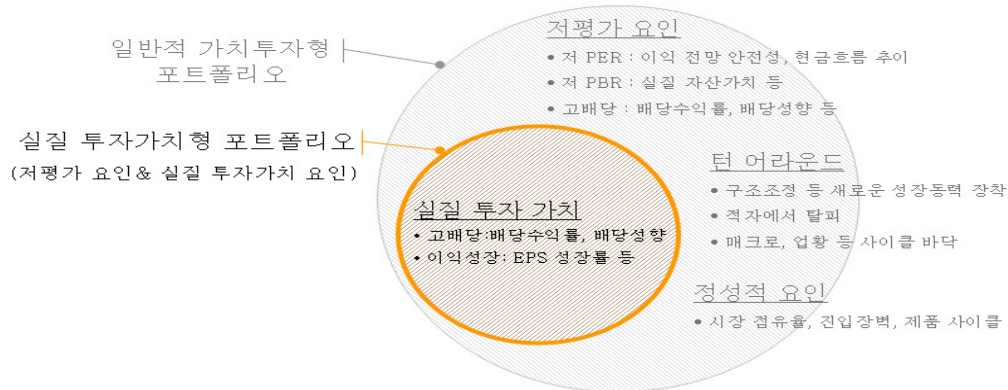 저평가 요인
• 저 PER : 이익 전망 안전성, 현금흐름 추이
• 저 PBR : 실질 자산가치 등
• 고배당 : 배당수익률, 배당성향 등
일반적 가치투자형
포트폴리오
실질 투자가치형 포트폴리오
(저평가 요인& 실질 투자가치 요인)
턴 어라운드
• 구조조정 등 새로운 성장동력 장착
• 적자에서 탈피
• 매크로, 업황 등 사이클 바닥
실질 투자 가치
• 고배당:배당수익률, 배당성향
• 이익성장: EPS 성장률 등
정성적 요인
• 시장 점유율, 진입장벽, 제품 사이클